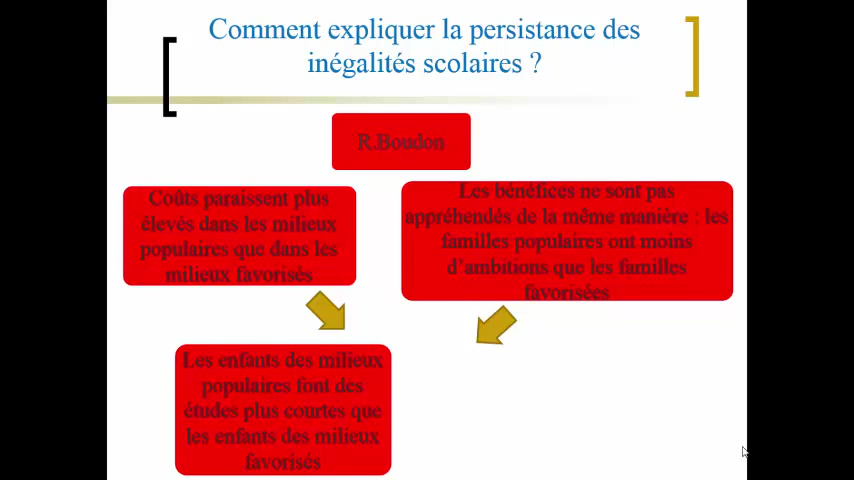 Comment expliquer la persistance des
inégalités scolaires ?
R.Boudon
Coûts paraissent plus
élevés dans les milieux
populaires que dans les
milieux favorisés
Les bénéfices ne sont pas
appréhendés de la même manière : les
familles populaires ont moins
d’ambitions que les familles
favorisées
Les enfants des milieux
populaires font des
études plus courtes que
les enfants des milieux
favorisés